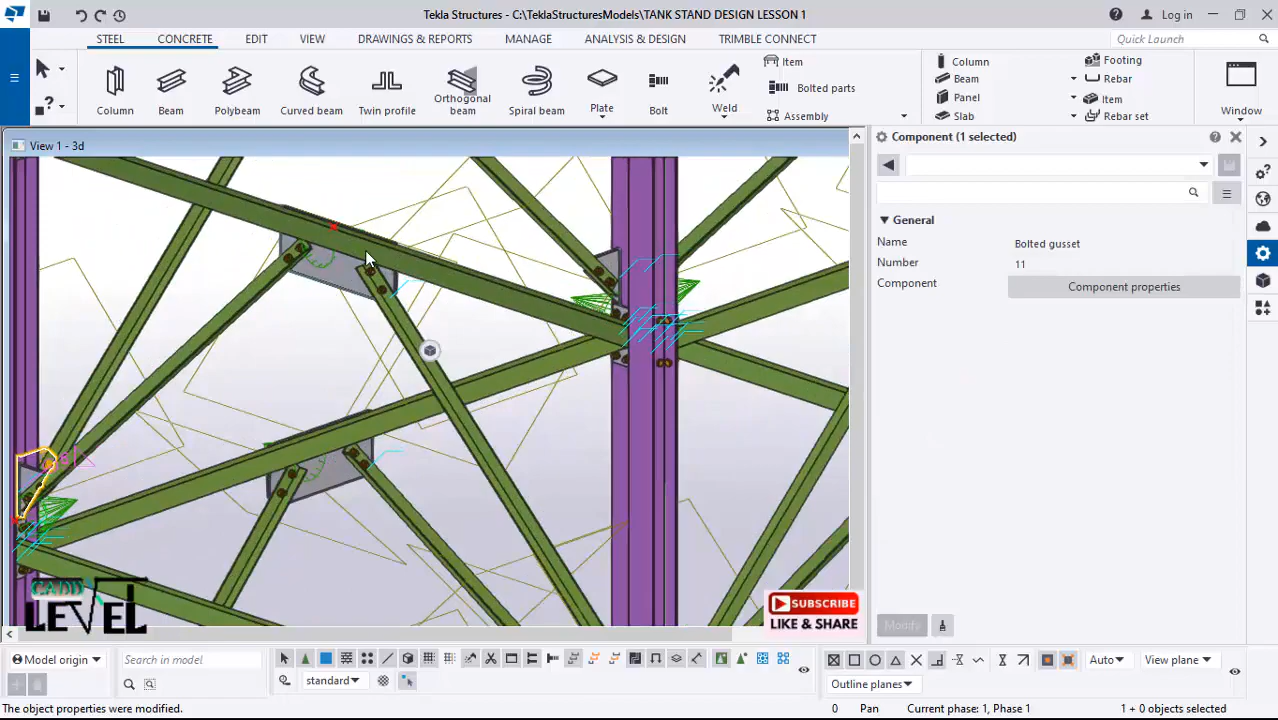 Tekla Structures - C:\TeklaStructuresModels\TANK STAND DESIGN LESSON 1
Log in
STEEL
CONCRETE
EDIT
VIEW
DRAWINGS & REPORTS
MANAGE
ANALYSIS & DESIGN
TRIMBLE CONNECT
Quick Launch
Column
Beam
Polybeam
Curved beam
Twin profile
Orthogonal
beam
Spiral beam
Plate
Bolt
Weld
Item
Bolted parts
Assembly
Column
Beam
Panel
Slab
Footing
Rebar
Item
Rebar set
Window
View 1 - 3d
Component (1 selected)
General
Name
Bolted gusset
Number
11
Component
Component properties
CADD
LEVEL
SUBSCRIBE
LIKE & SHARE
Modify
Model origin
Search in model
standard
Auto
View plane
Outline planes
The object properties were modified.
0
Pan
Current phase: 1, Phase 1
1 + 0 objects selected